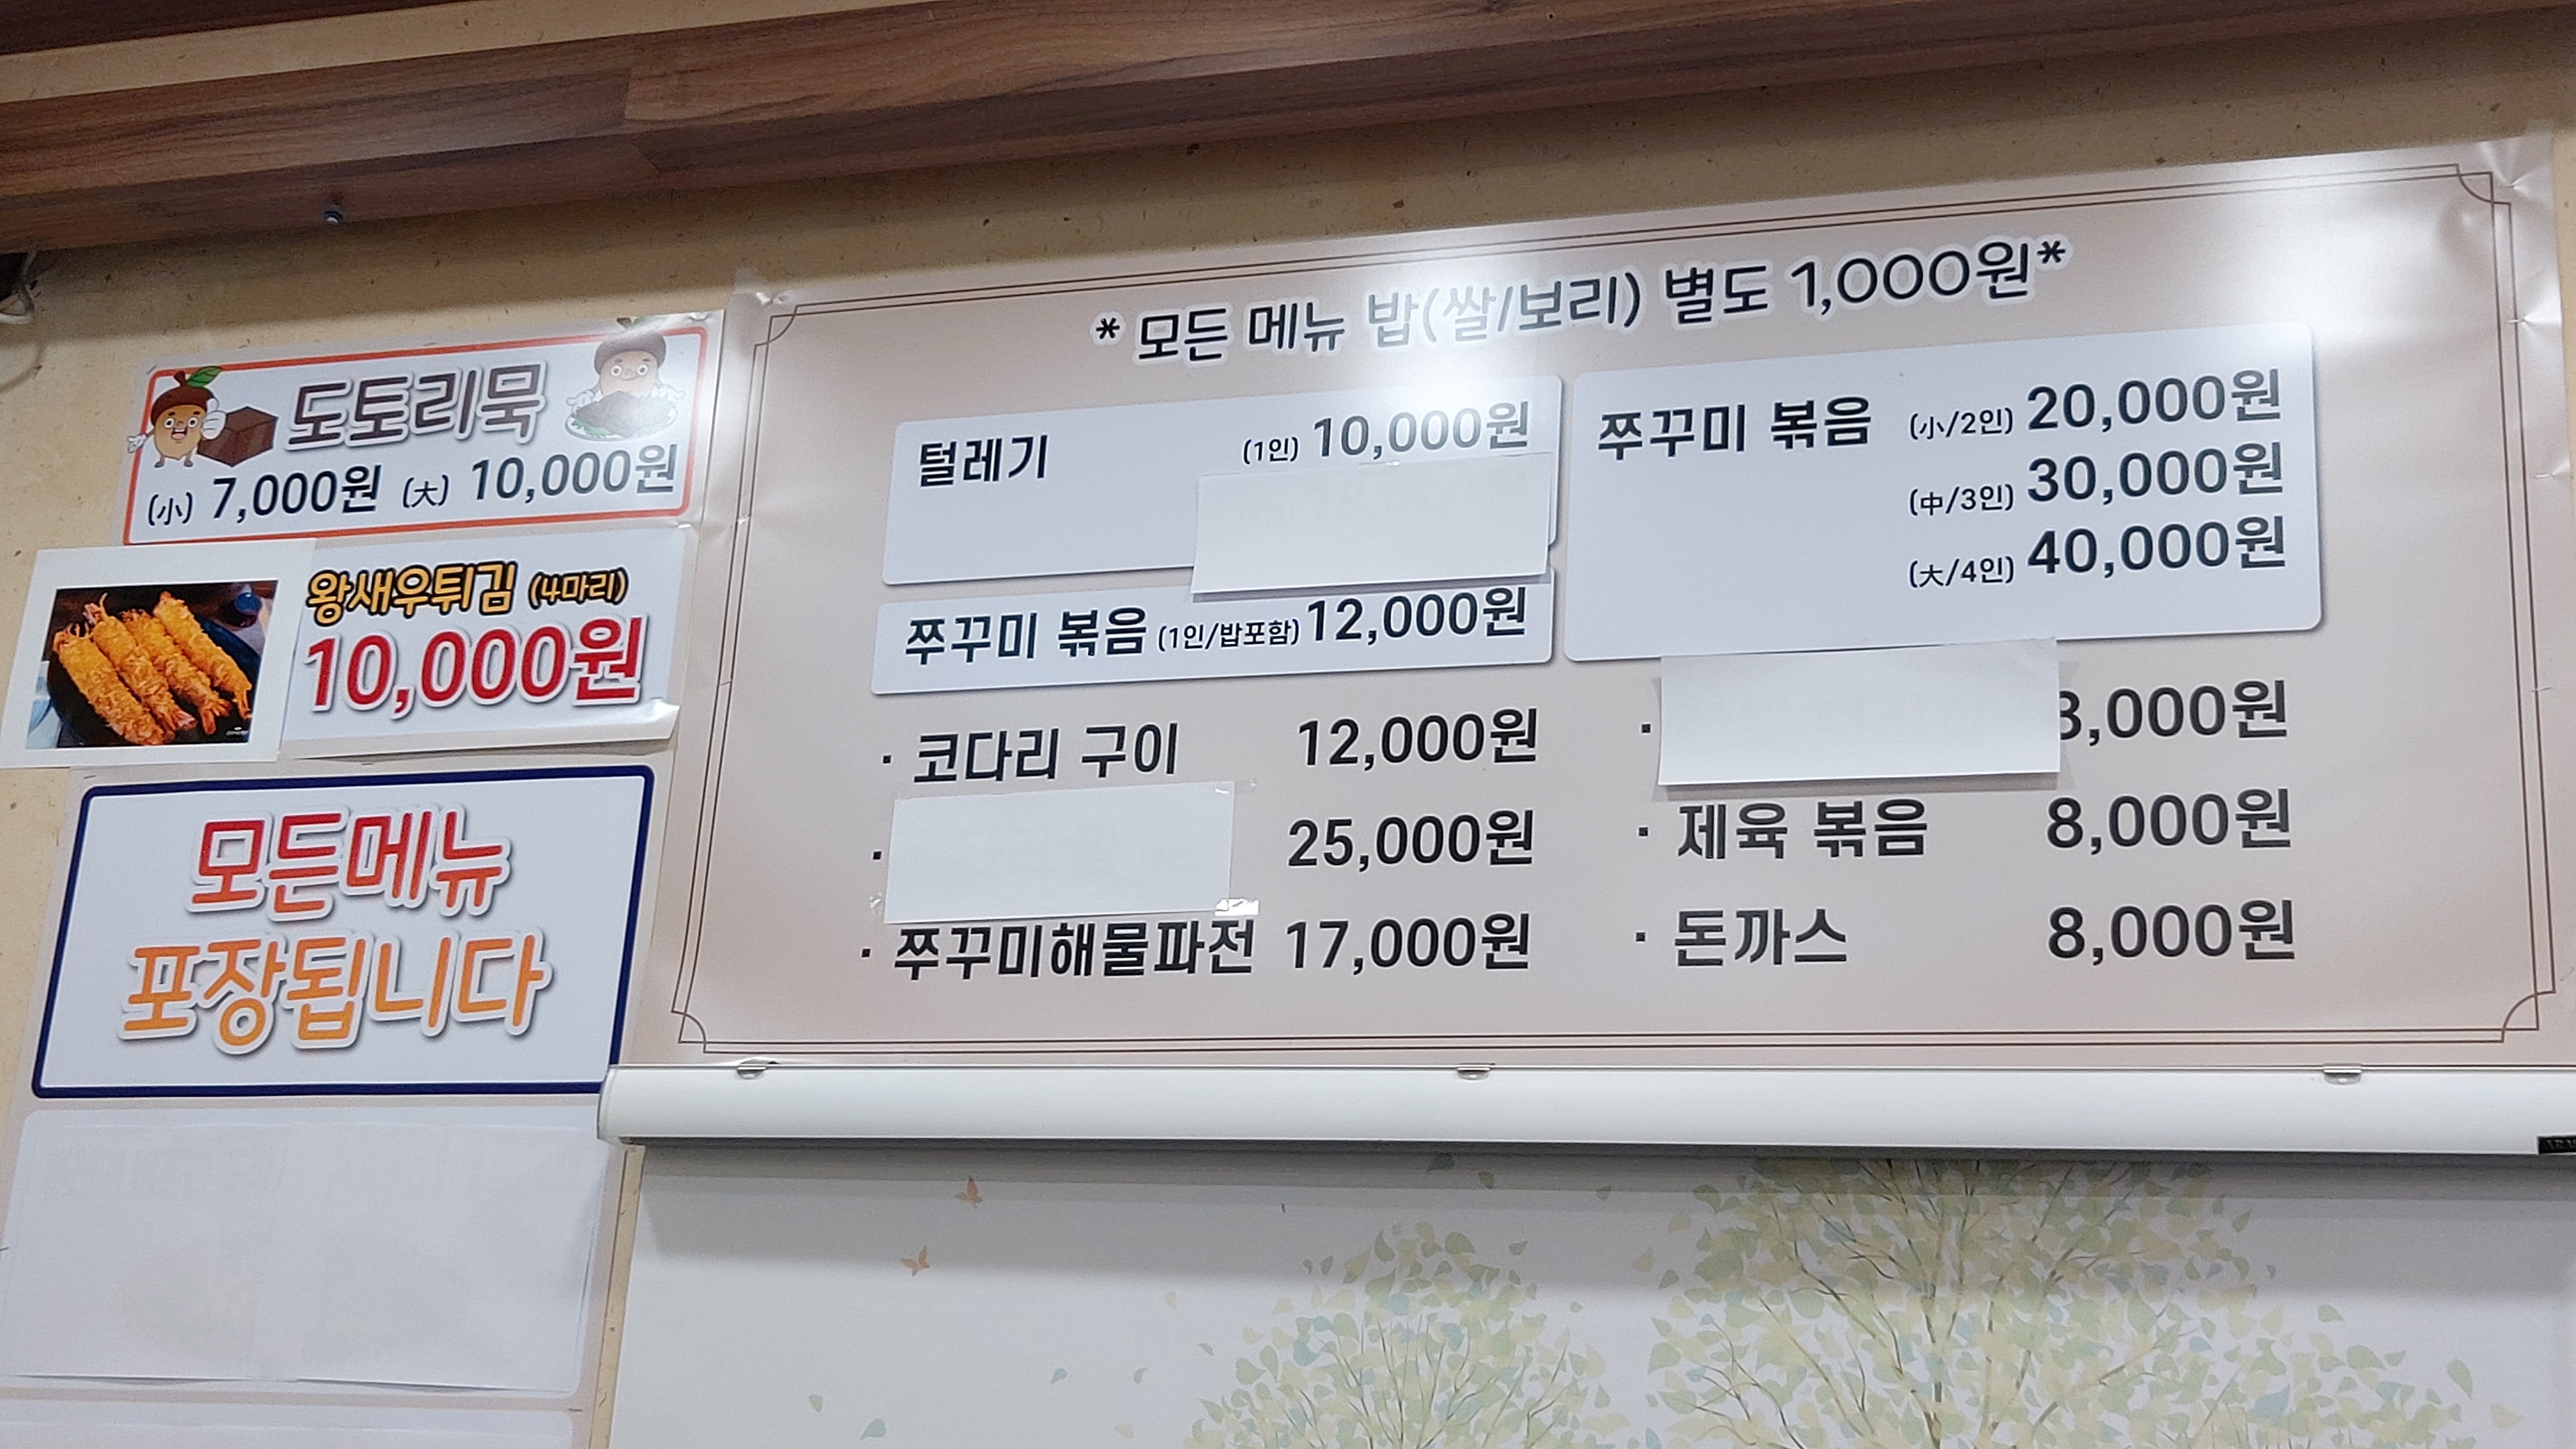 도토리묵
(小) 7,000원 (大) 10,000원
왕새우튀김 (4마리)
10,000원
모든메뉴
포장됩니다
* 모든 메뉴 밥(쌀/보리) 별도 1,000원*
털레기 (1인) 10,000원
쭈꾸미 볶음 (1인/밥포함) 12,000원
쭈꾸미 볶음 (小/2인) 20,000원
(中/3인) 30,000원
(大/4인) 40,000원
· 코다리 구이 12,000원
· 25,000원
· 쭈꾸미해물파전 17,000원
· 8,000원
· 제육 볶음 8,000원
· 돈까스 8,000원